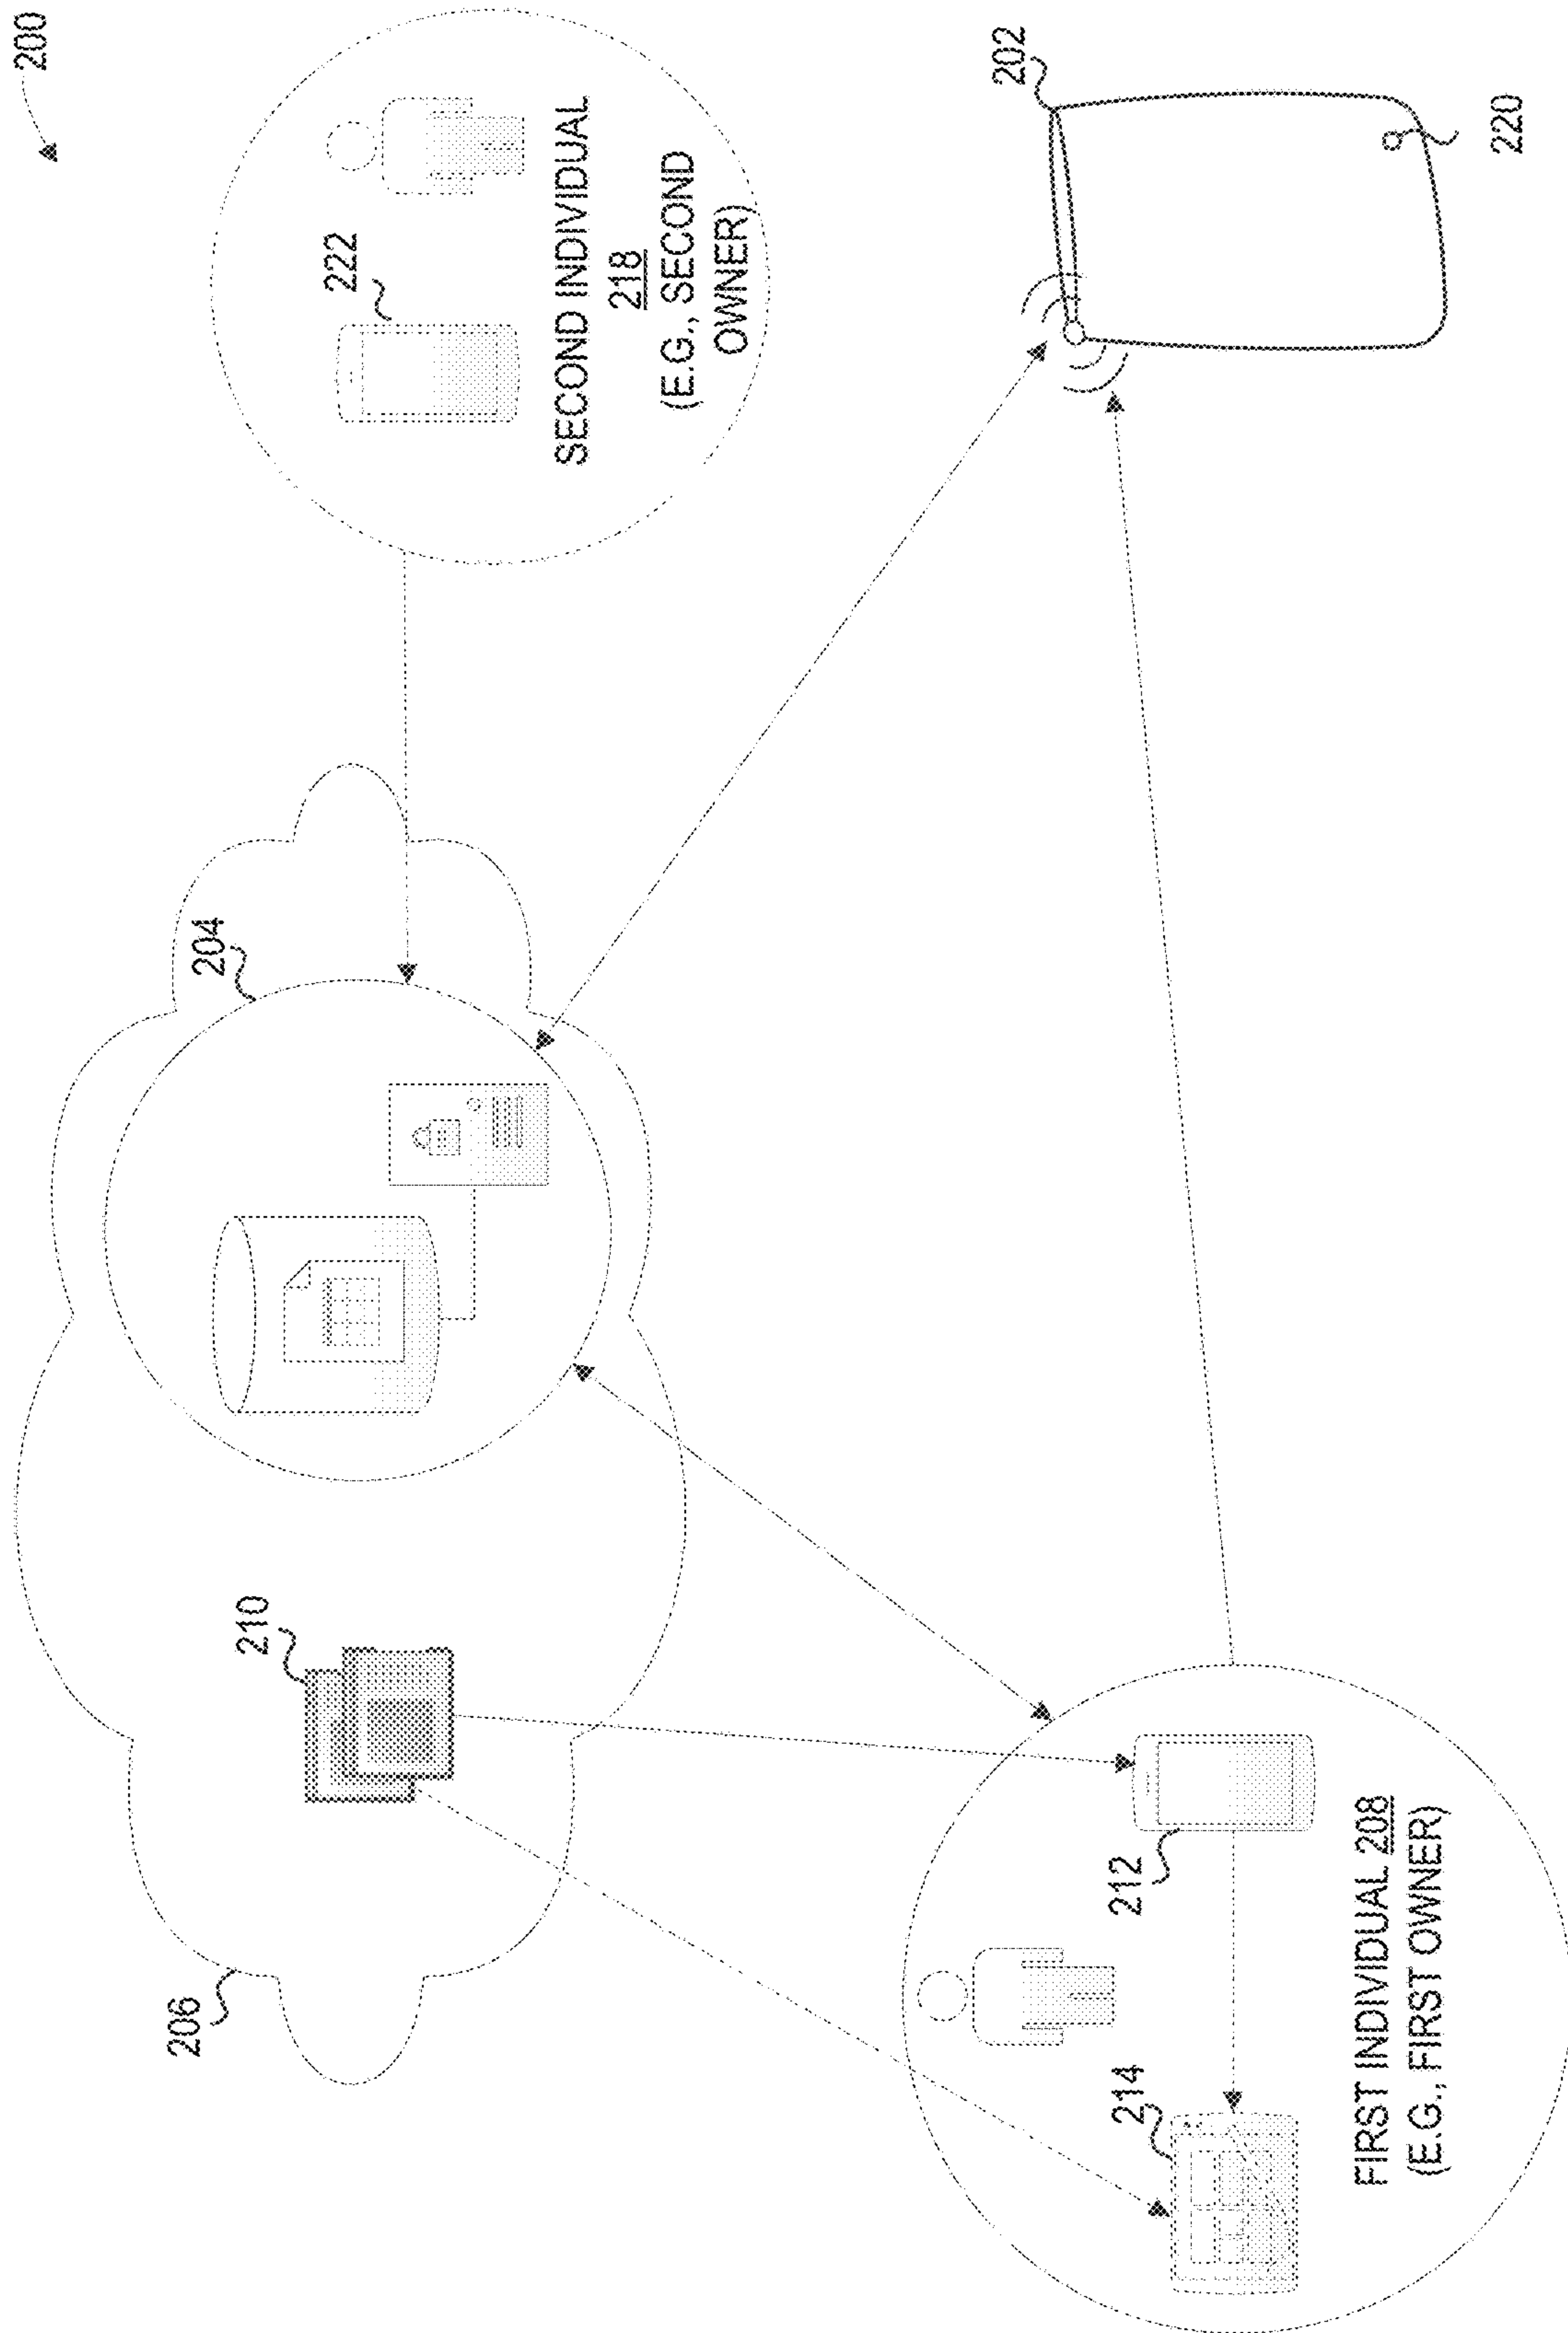 200
206
210
204
222
SECOND INDIVIDUAL
218
(E.G., SECOND
OWNER)
214
212
FIRST INDIVIDUAL 208
(E.G., FIRST OWNER)
202
220